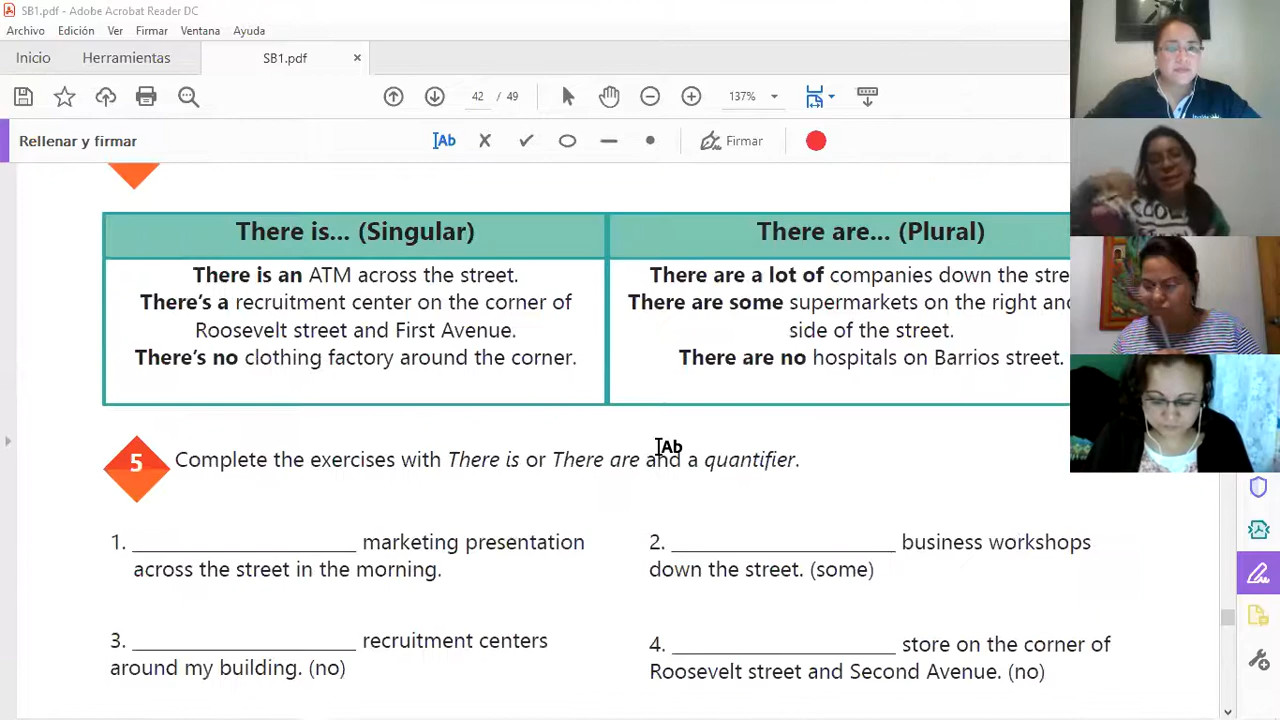 SB1.pdf - Adobe Acrobat Reader DC
Archivo Edición Ver Firmar Ventana Ayuda
Inicio Herramientas SB1.pdf ×
42 / 49 137%
Rellenar y firmar Ab Firmar
There is... (Singular)
There is an ATM across the street.
There's a recruitment center on the corner of
Roosevelt street and First Avenue.
There's no clothing factory around the corner.
There are... (Plural)
There are a lot of companies down the stre
There are some supermarkets on the right an
side of the street.
There are no hospitals on Barrios street.
Ab
5 Complete the exercises with There is or There are and a quantifier.
1. ____________________ marketing presentation
across the street in the morning.
2. ____________________ business workshops
down the street. (some)
3. ____________________ recruitment centers
around my building. (no)
4. ____________________ store on the corner of
Roosevelt street and Second Avenue. (no)
COOL